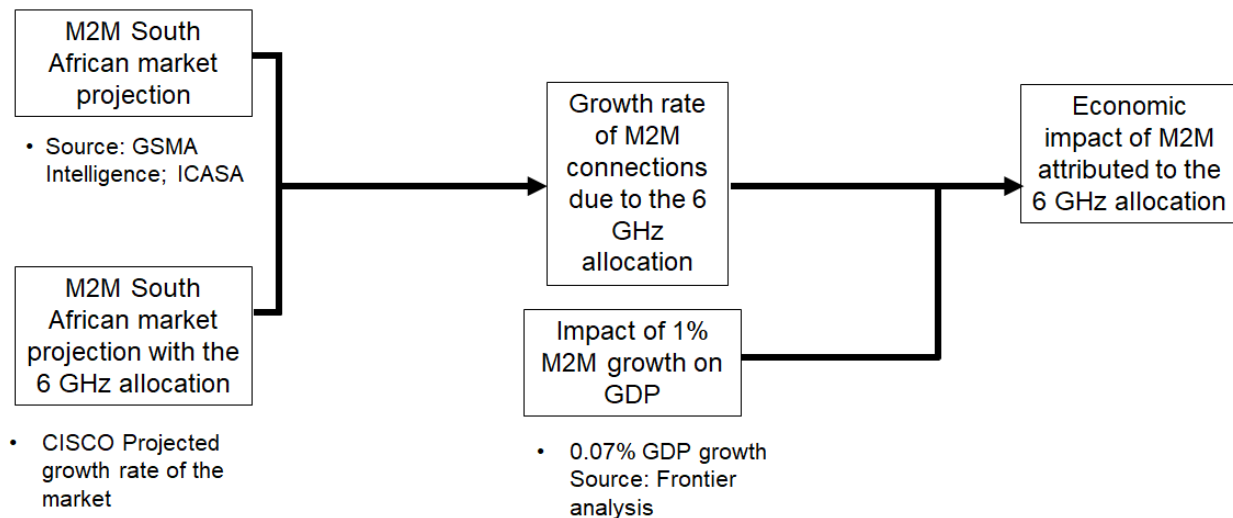 M2M South
African market
projection
• Source: GSMA
Intelligence; ICASA
M2M South
African market
projection with the
6 GHz allocation
• CISCO Projected
growth rate of the
market
Growth rate
of M2M
connections
due to the 6
GHz
allocation
Impact of 1%
M2M growth on
GDP
• 0.07% GDP growth
Source: Frontier
analysis
Economic
impact of M2M
attributed to the
6 GHz allocation